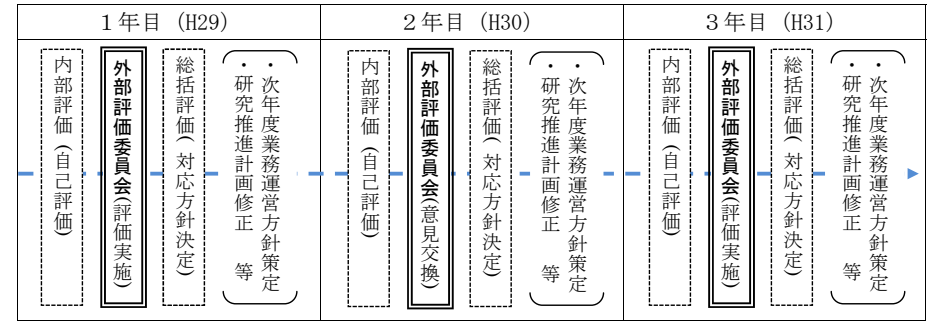 １年目 (H29)
内部評価（自己評価）
外部評価委員会(評価実施)
総括評価( 対応方針決定)
・次年度業務運営方針策定
・研究推進計画修正　等
２年目 (H30)
内部評価（自己評価）
外部評価委員会(意見交換)
総括評価( 対応方針決定)
・次年度業務運営方針策定
・研究推進計画修正　等
３年目 (H31)
内部評価（自己評価）
外部評価委員会(評価実施)
総括評価( 対応方針決定)
・次年度業務運営方針策定
・研究推進計画修正　等